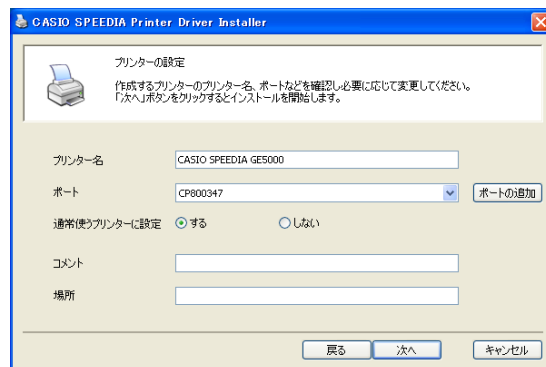 CASIO SPEEDIA Printer Driver Installer
プリンターの設定
作成するプリンターのプリンター名、ポートなどを確認し必要に応じて変更してください。
「次へ」ボタンをクリックするとインストールを開始します。
プリンター名 CASIO SPEEDIA GE5000
ポート CP800347 ポートの追加
通常使うプリンターに設定 する しない
コメント
場所
戻る 次へ キャンセル